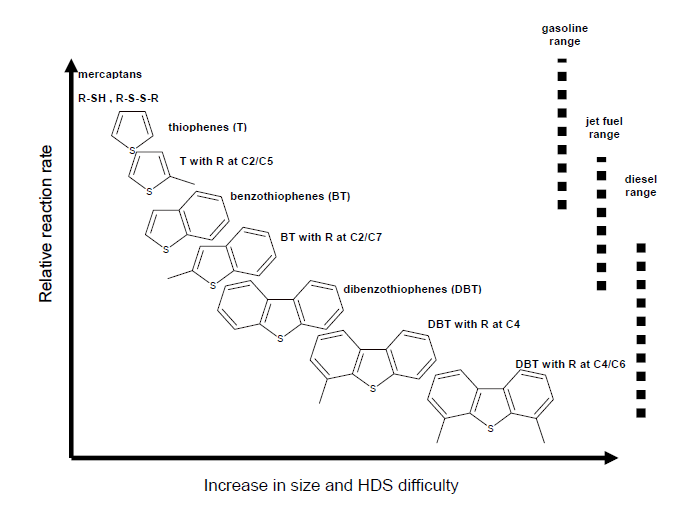 gasoline
range
mercaptans
R-SH , R-S-S-R
jet fuel
range
thiophenes (T)
S
T with R at C2/C5
diesel
range
S
benzothiophenes (BT)
S
BT with R at C2/C7
S
dibenzothiophenes (DBT)
S
DBT with R at C4
S
DBT with R at C4/C6
S
Relative reaction rate
Increase in size and HDS difficulty